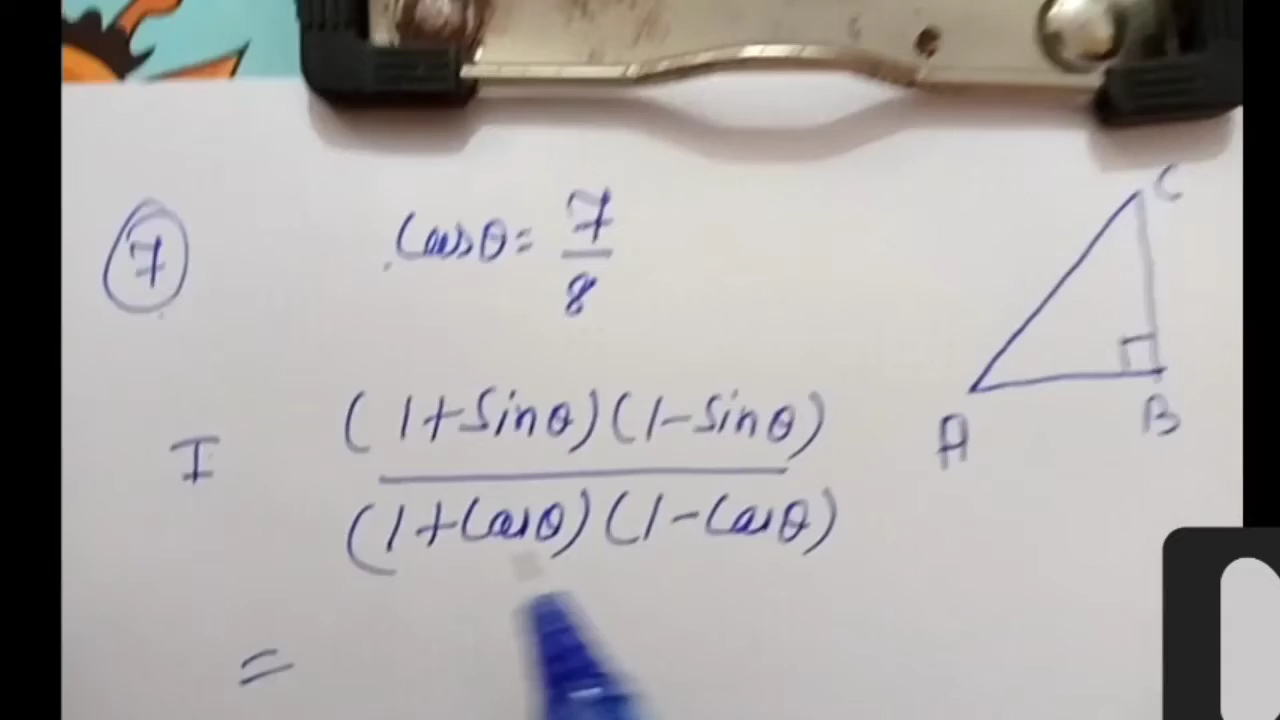 7 Cosθ = 7/8
C
I (1+Sinθ)(1-Sinθ)
(1+Cosθ)(1-Cosθ)
A B
=